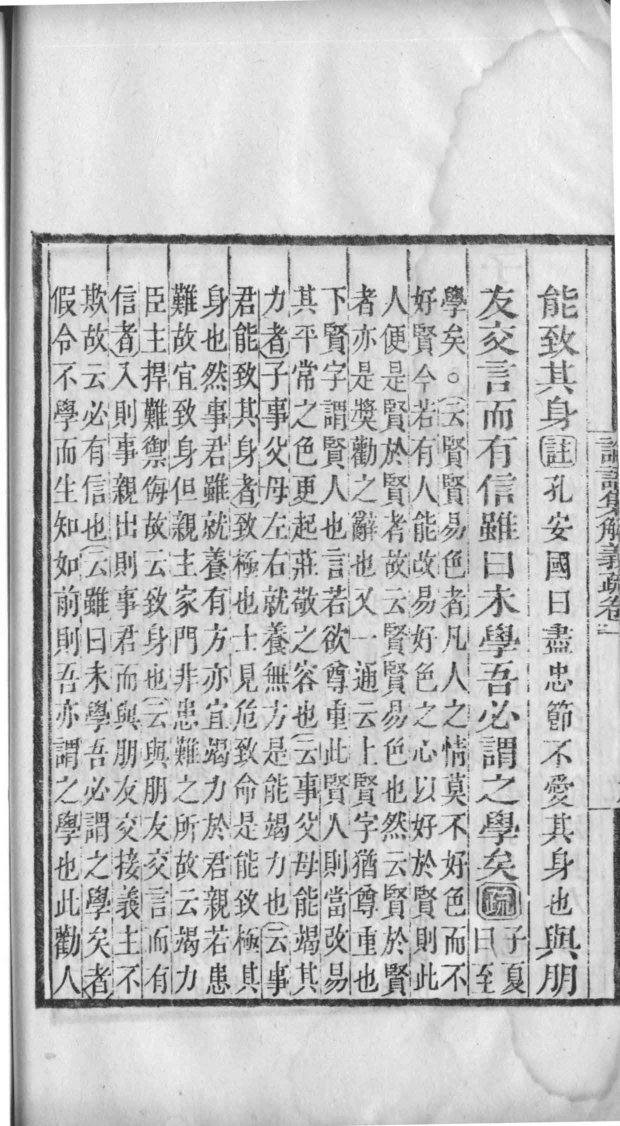 論語集解義疏卷一
能致其身註孔安國曰盡忠節不愛其身也與朋
友交言而有信雖曰未學吾必謂之學矣疏子夏
曰至
學矣。云賢賢易色者凡人之情莫不好色而不
好賢今若有人能改易好色之心以好於賢則此
人便是賢於賢者故云賢賢易色也然云賢於賢
者亦是奬勸之辭也又一通云上賢字猶尊重也
下賢字謂賢人也言若欲尊重此賢人則當改易
其平常之色更起莊敬之容也云事父母能竭其
力者子事父母左右就養無方是能竭力也云事
君能致其身者致極也士見危致命是能致極其
身也然事君雖就養有方亦宜竭力於君親若患
難故宜致身但親主家門非患難之所故云竭力
臣主捍難禦侮故云致身也云與朋友交言而有
信者入則事親出則事君而與朋友交接義主不
欺故云必有信也云雖曰未學吾必謂之學矣者
假令不學而生知如前則吾亦謂之學也此勸人